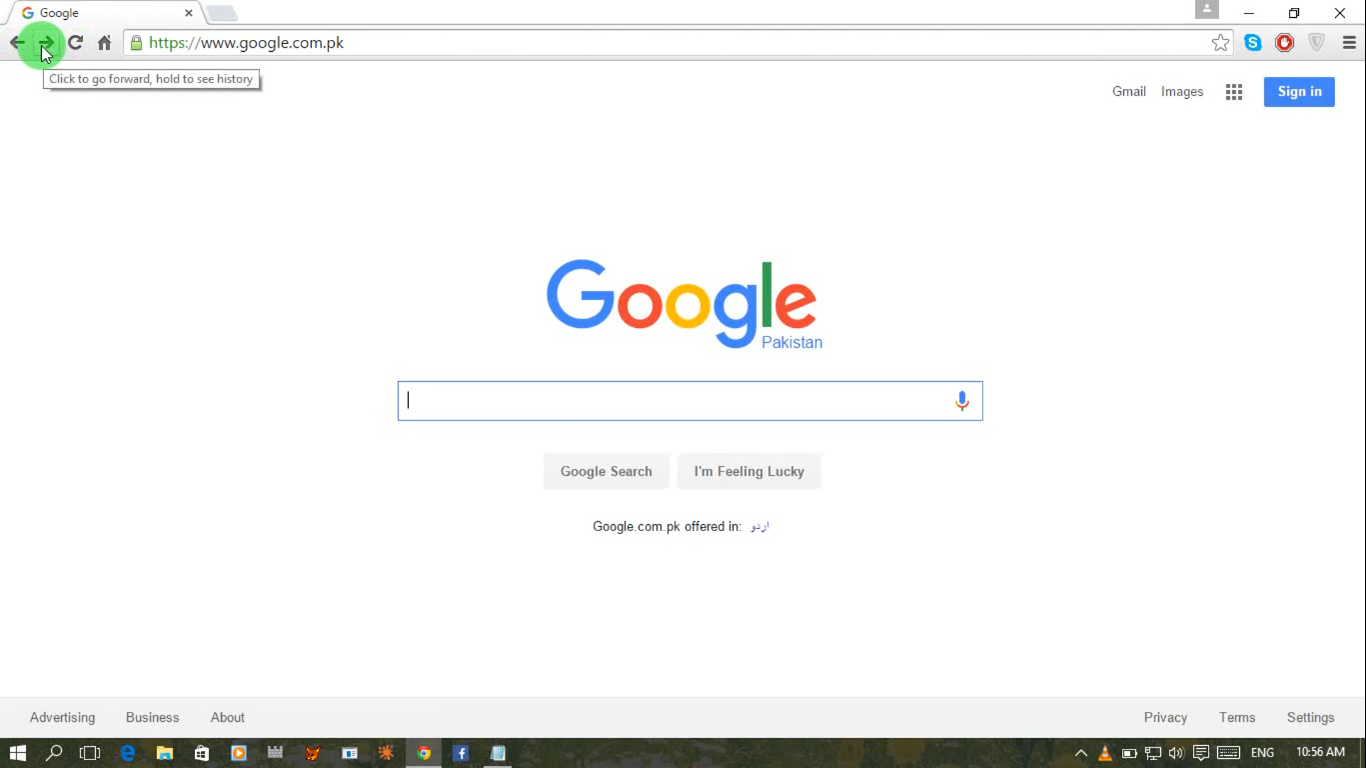 Google
https://www.google.com.pk
Click to go forward, hold to see history
Gmail Images Sign in
Google
Pakistan
Google Search I'm Feeling Lucky
Google.com.pk offered in: اردو
Advertising Business About Privacy Terms Settings
ENG 10:56 AM